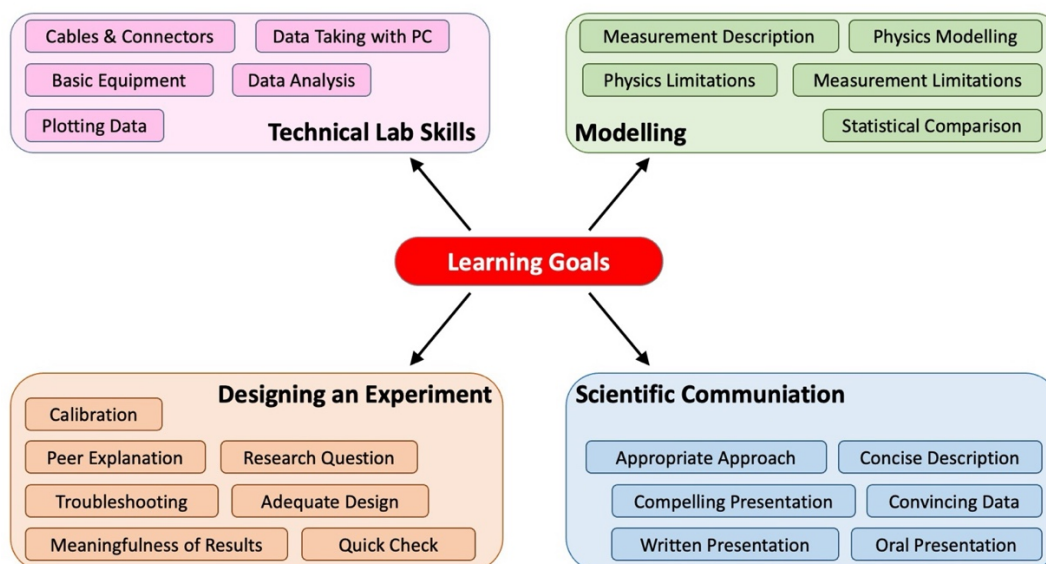 Cables & Connectors
Data Taking with PC
Basic Equipment
Data Analysis
Plotting Data
Technical Lab Skills
Measurement Description
Physics Modelling
Physics Limitations
Measurement Limitations
Statistical Comparison
Modelling
Learning Goals
Designing an Experiment
Calibration
Peer Explanation
Research Question
Troubleshooting
Adequate Design
Meaningfulness of Results
Quick Check
Scientific Communiation
Appropriate Approach
Concise Description
Compelling Presentation
Convincing Data
Written Presentation
Oral Presentation